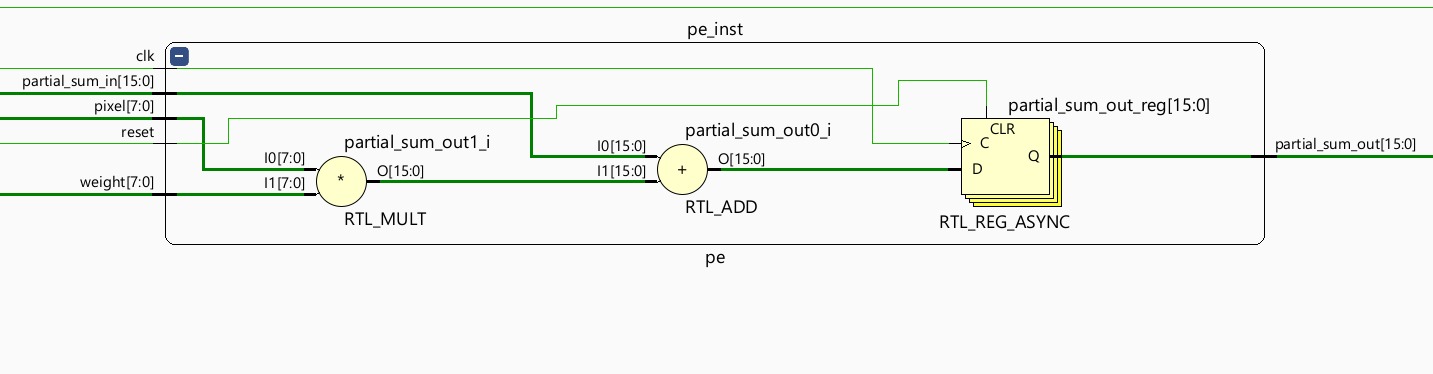 pe_inst
clk
partial_sum_in[15:0]
pixel[7:0]
reset
weight[7:0]
partial_sum_out1_i
I0[7:0]
I1[7:0]
*
O[15:0]
RTL_MULT
partial_sum_out0_i
I0[15:0]
I1[15:0]
+
O[15:0]
RTL_ADD
partial_sum_out_reg[15:0]
CLR
C
D
Q
RTL_REG_ASYNC
partial_sum_out[15:0]
pe